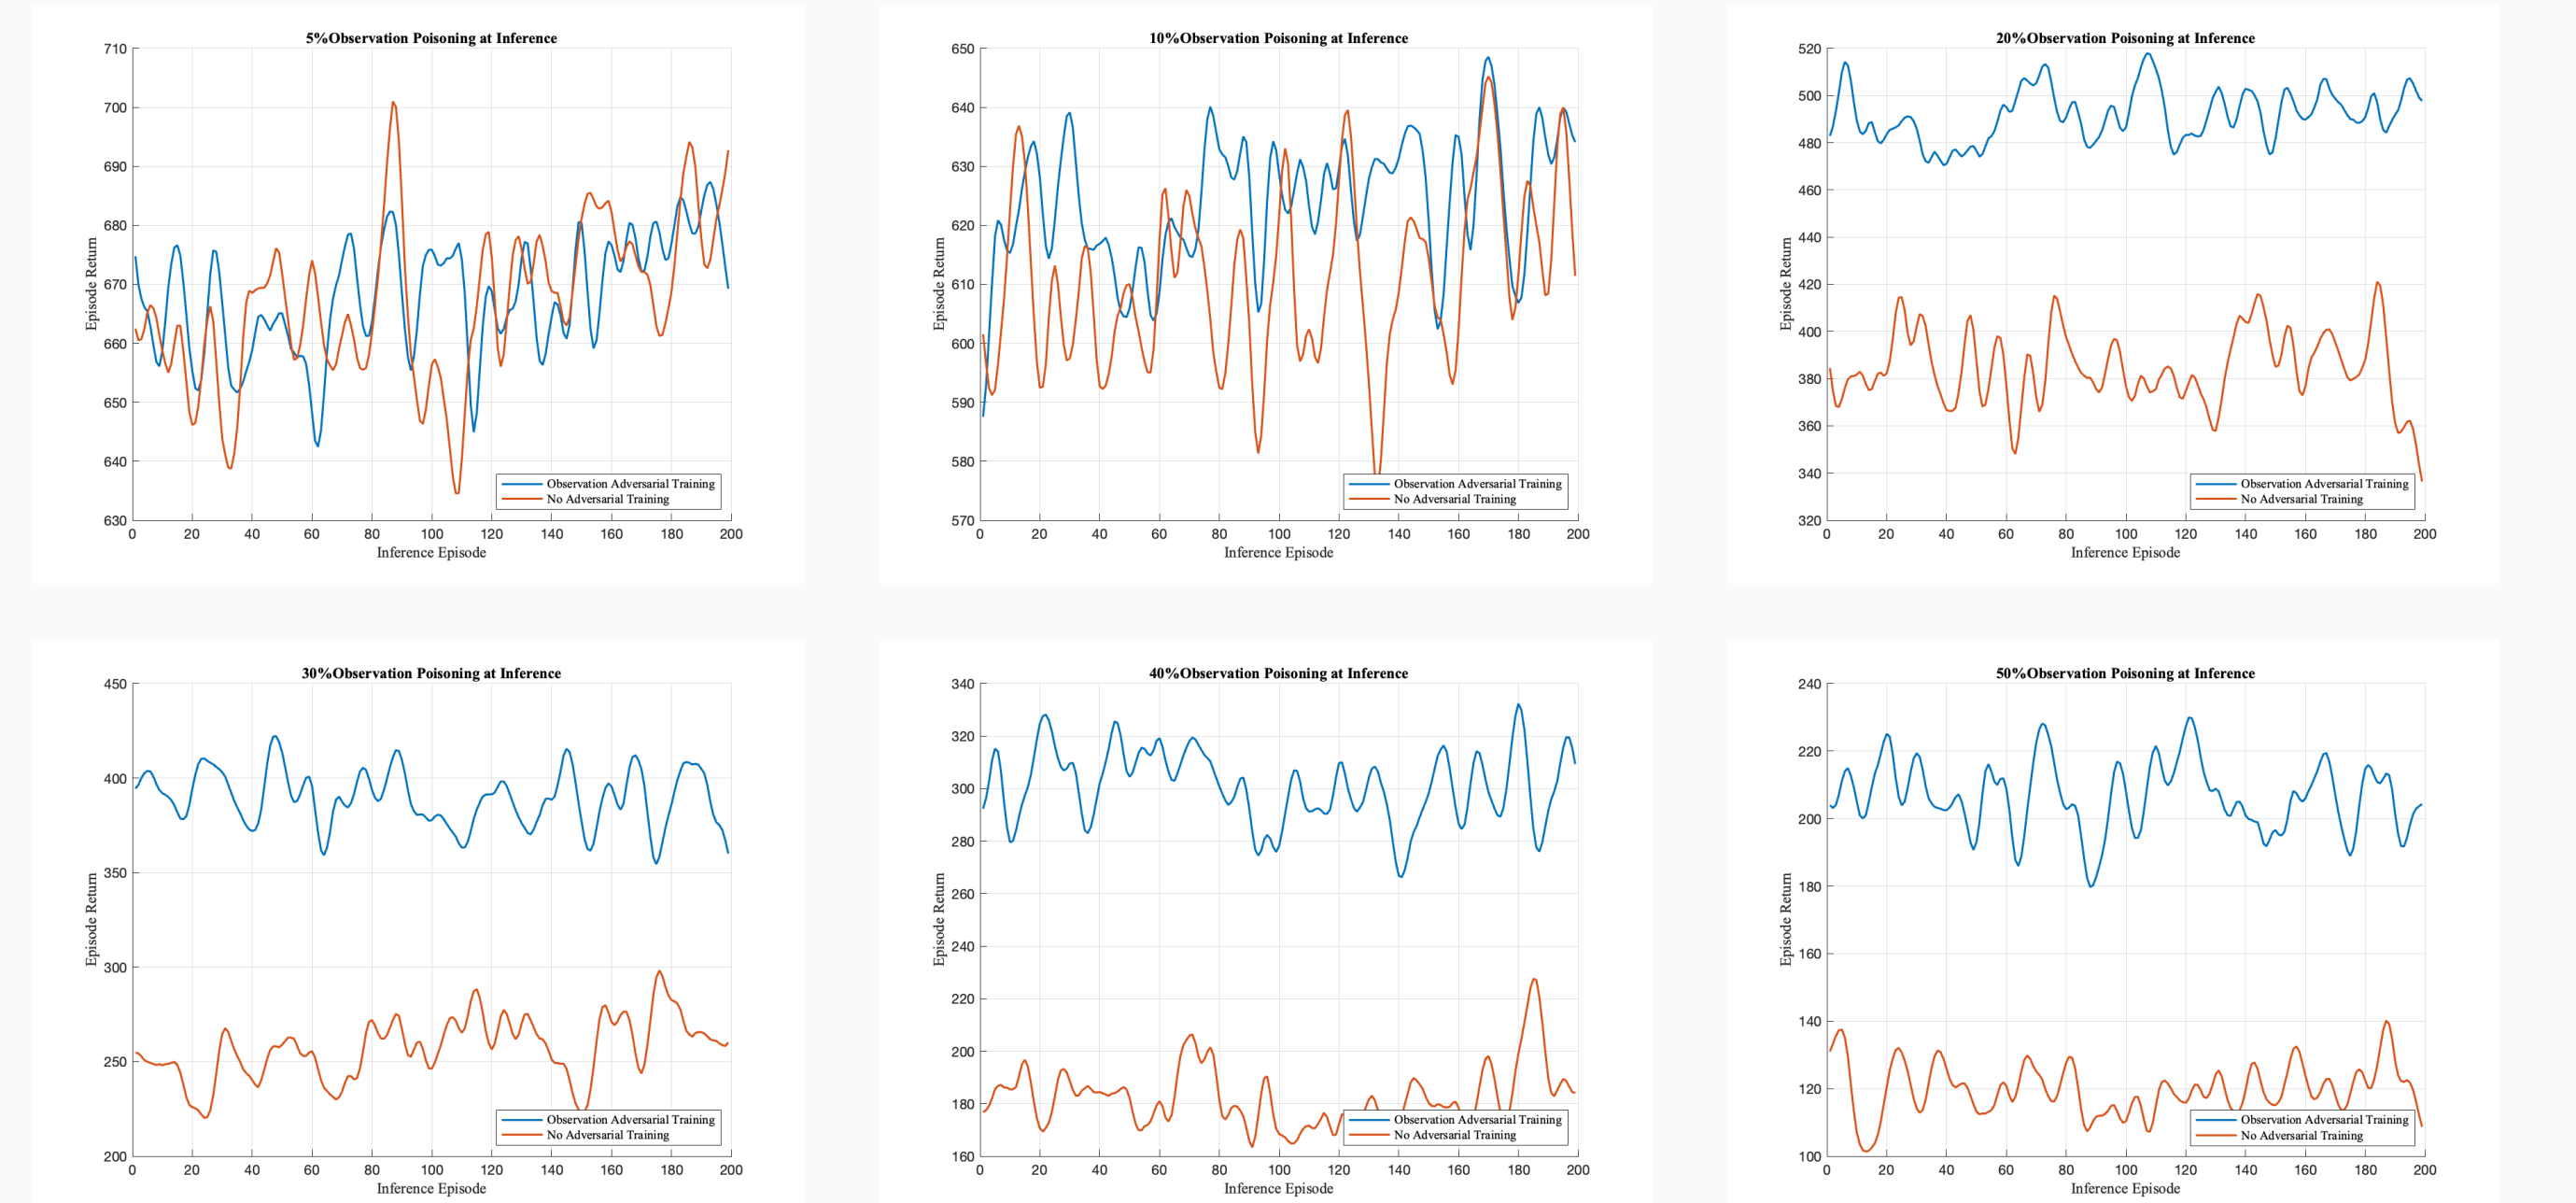 5%Observation Poisoning at Inference
710
700
690
680
670
660
650
640
630
Episode Return
0 20 40 60 80 100 120 140 160 180 200
Inference Episode
Observation Adversarial Training
No Adversarial Training
10%Observation Poisoning at Inference
650
640
630
620
610
600
590
580
570
Episode Return
0 20 40 60 80 100 120 140 160 180 200
Inference Episode
Observation Adversarial Training
No Adversarial Training
20%Observation Poisoning at Inference
520
500
480
460
440
420
400
380
360
340
320
Episode Return
0 20 40 60 80 100 120 140 160 180 200
Inference Episode
Observation Adversarial Training
No Adversarial Training
30%Observation Poisoning at Inference
450
400
350
300
250
200
Episode Return
0 20 40 60 80 100 120 140 160 180 200
Inference Episode
Observation Adversarial Training
No Adversarial Training
40%Observation Poisoning at Inference
340
320
300
280
260
240
220
200
180
160
Episode Return
0 20 40 60 80 100 120 140 160 180 200
Inference Episode
Observation Adversarial Training
No Adversarial Training
50%Observation Poisoning at Inference
240
220
200
180
160
140
120
100
Episode Return
0 20 40 60 80 100 120 140 160 180 200
Inference Episode
Observation Adversarial Training
No Adversarial Training